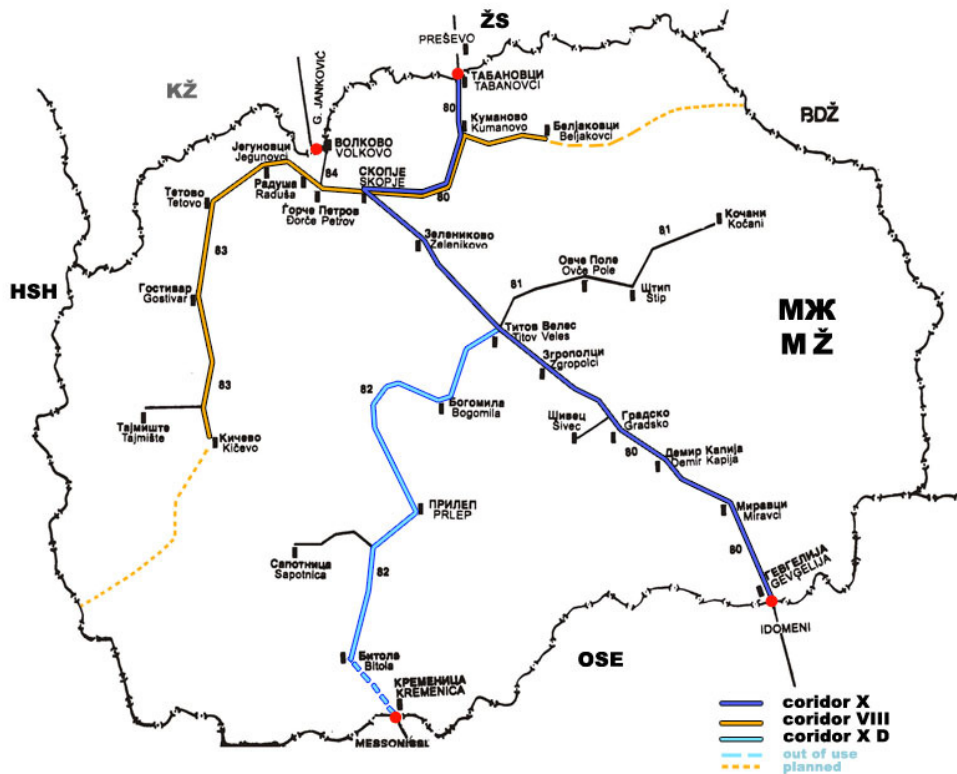 ŽS
PREŠEVO
ТАБАНОВЦИ
TABANOVCI
KŽ
G. JANKOVIĆ
80
Куманово
Kumanovo
Белјаковци
Beljakovci
BDŽ
ВОЛКОВО
VOLKOVO
Јегуновци
Jegunovci
84
СКОПЈЕ
SKOPJE
Радуша
Raduša
80
Тетово
Tetovo
Ѓорче Петров
Đorče Petrov
Кочани
Kočani
81
Зелениково
Zelenikovo
83
Овче Поле
Ovče Pole
81
HSH
Гостивар
Gostivar
Штип
Štip
МЖ
MŽ
Титов Велес
Titov Veles
Згрополци
Zgropolci
83
82
Богомила
Bogomila
Тајмиште
Tajmište
Шивец
Šivec
Градско
Gradsko
Кичево
Kičevo
80
Демир Капија
Demir Kapija
ПРИЛЕП
PRLEP
Миравци
Miravci
80
Сапотница
Sapotnica
82
ГЕВГЕЛИЈА
GEVGELIJA
IDOMENI
Битола
Bitola
OSE
КРЕМЕНИЦА
KREMENICA
coridor X
coridor VIII
coridor X D
out of use
planned